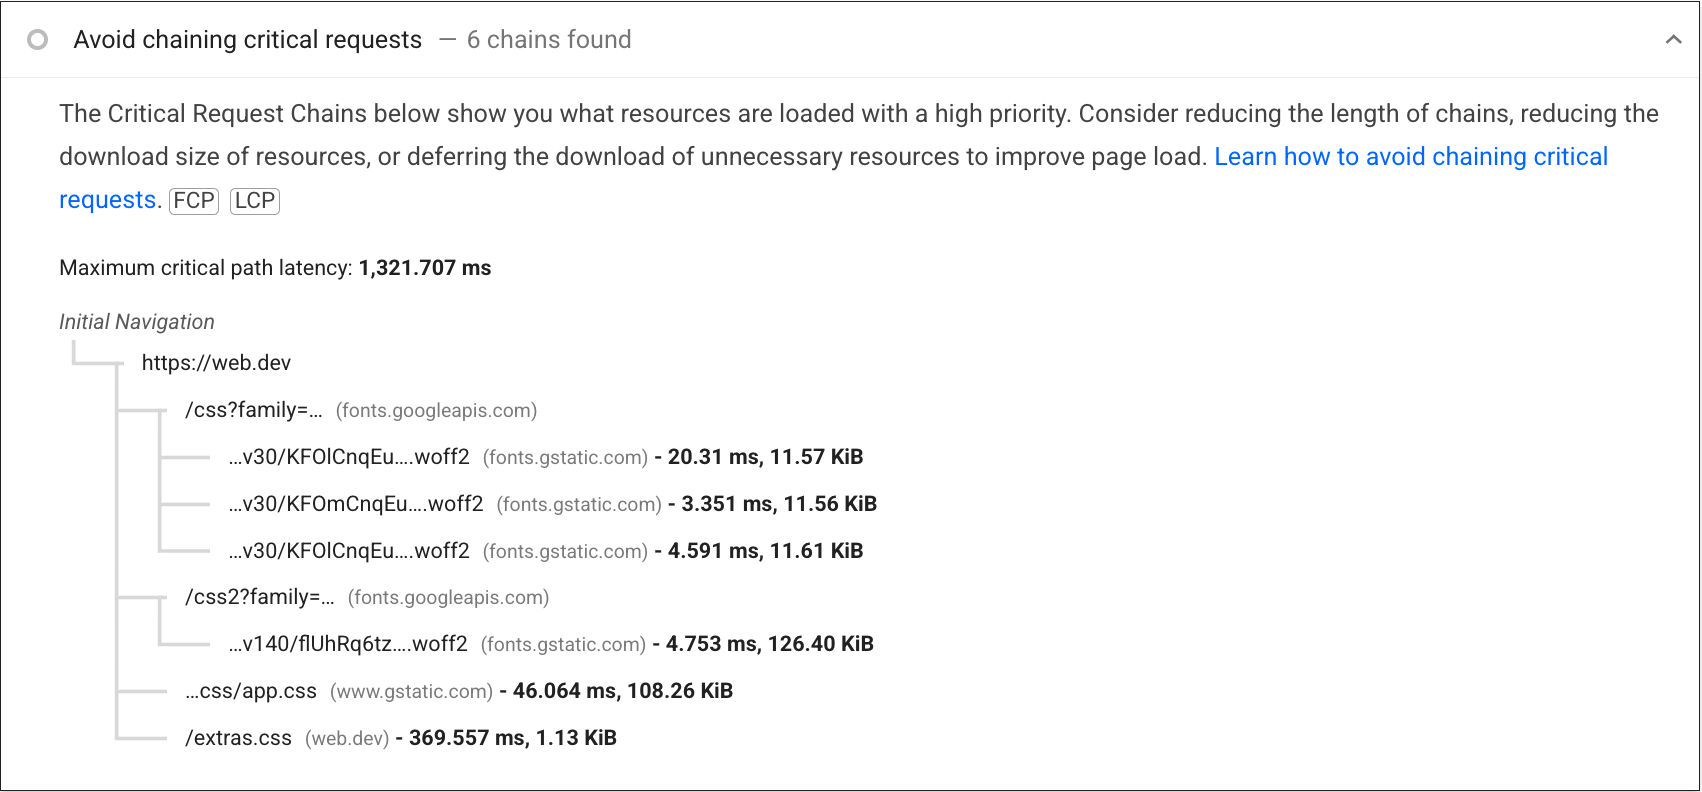 Avoid chaining critical requests — 6 chains found
The Critical Request Chains below show you what resources are loaded with a high priority. Consider reducing the length of chains, reducing the
download size of resources, or deferring the download of unnecessary resources to improve page load. Learn how to avoid chaining critical
requests. FCP LCP
Maximum critical path latency: 1,321.707 ms
Initial Navigation
https://web.dev
/css?family=… (fonts.googleapis.com)
…v30/KFOlCnqEu….woff2 (fonts.gstatic.com) - 20.31 ms, 11.57 KiB
…v30/KFOmCnqEu….woff2 (fonts.gstatic.com) - 3.351 ms, 11.56 KiB
…v30/KFOlCnqEu….woff2 (fonts.gstatic.com) - 4.591 ms, 11.61 KiB
/css2?family=… (fonts.googleapis.com)
…v140/flUhRq6tz….woff2 (fonts.gstatic.com) - 4.753 ms, 126.40 KiB
…css/app.css (www.gstatic.com) - 46.064 ms, 108.26 KiB
/extras.css (web.dev) - 369.557 ms, 1.13 KiB